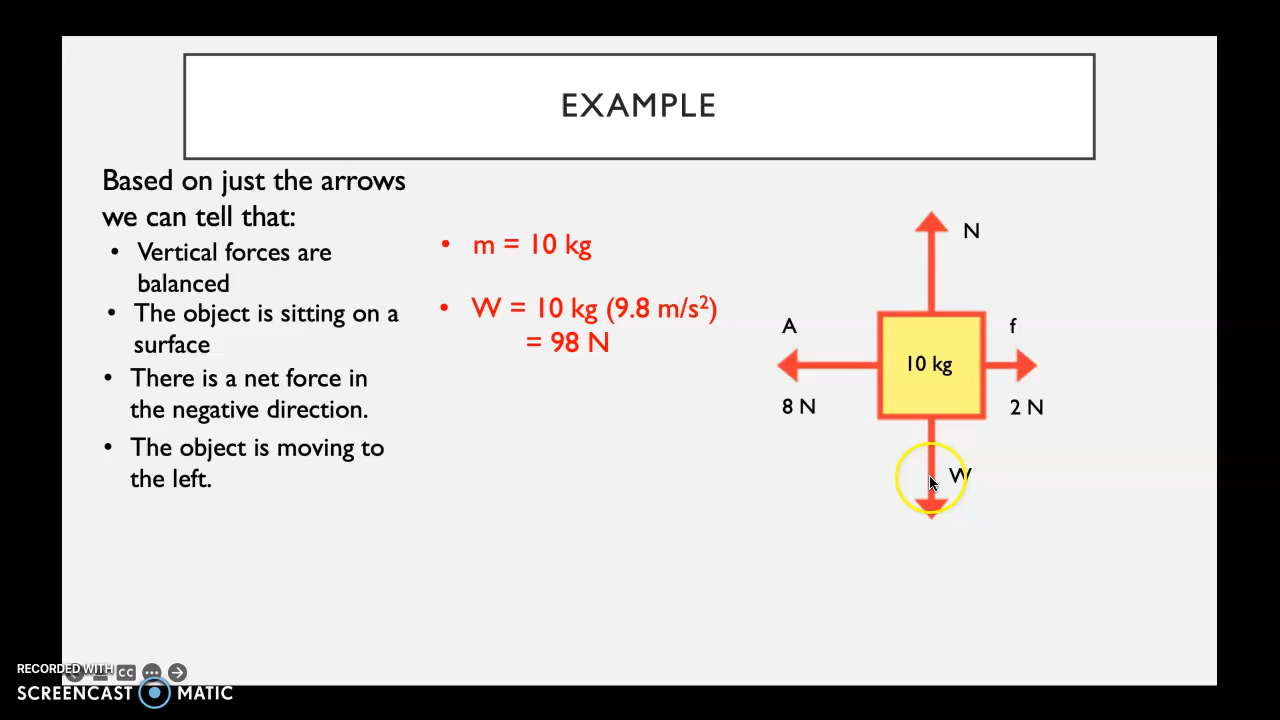 EXAMPLE
Based on just the arrows
we can tell that:
• Vertical forces are
balanced
• The object is sitting on a
surface
• There is a net force in
the negative direction.
• The object is moving to
the left.
• m = 10 kg
• W = 10 kg (9.8 m/s²)
= 98 N
N
A
f
10 kg
8 N
2 N
W
RECORDED WITH
CC
SCREENCAST MATIC